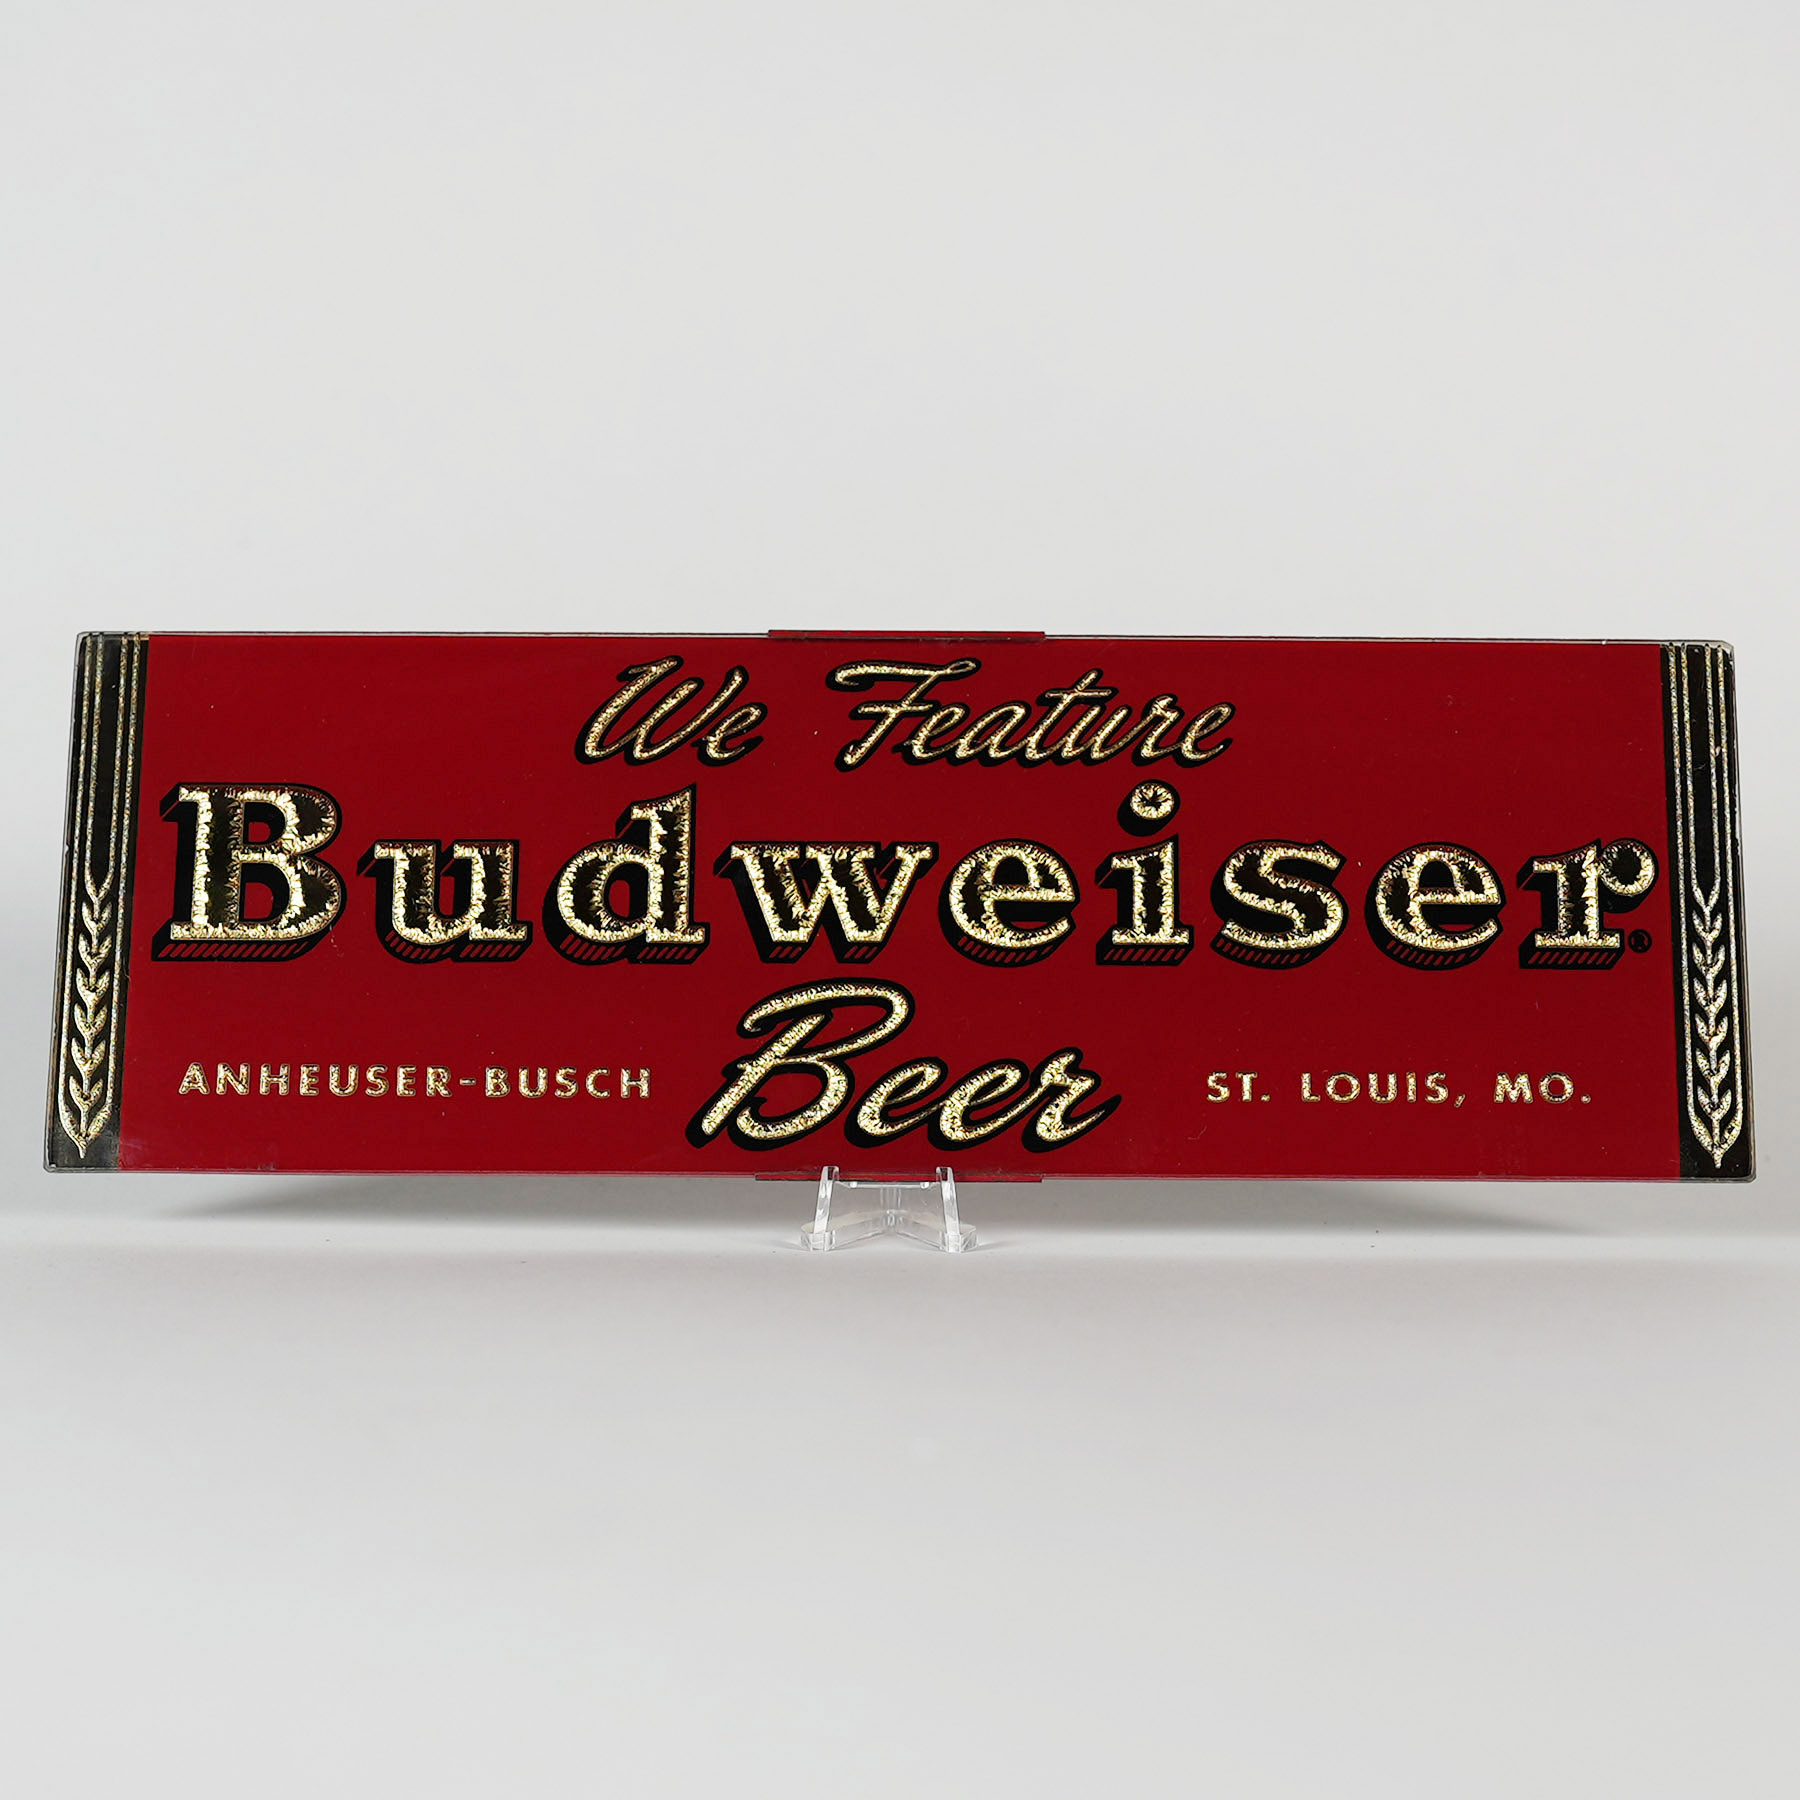 We Feature
Budweiser®
Beer
ANHEUSER-BUSCH ST. LOUIS, MO.